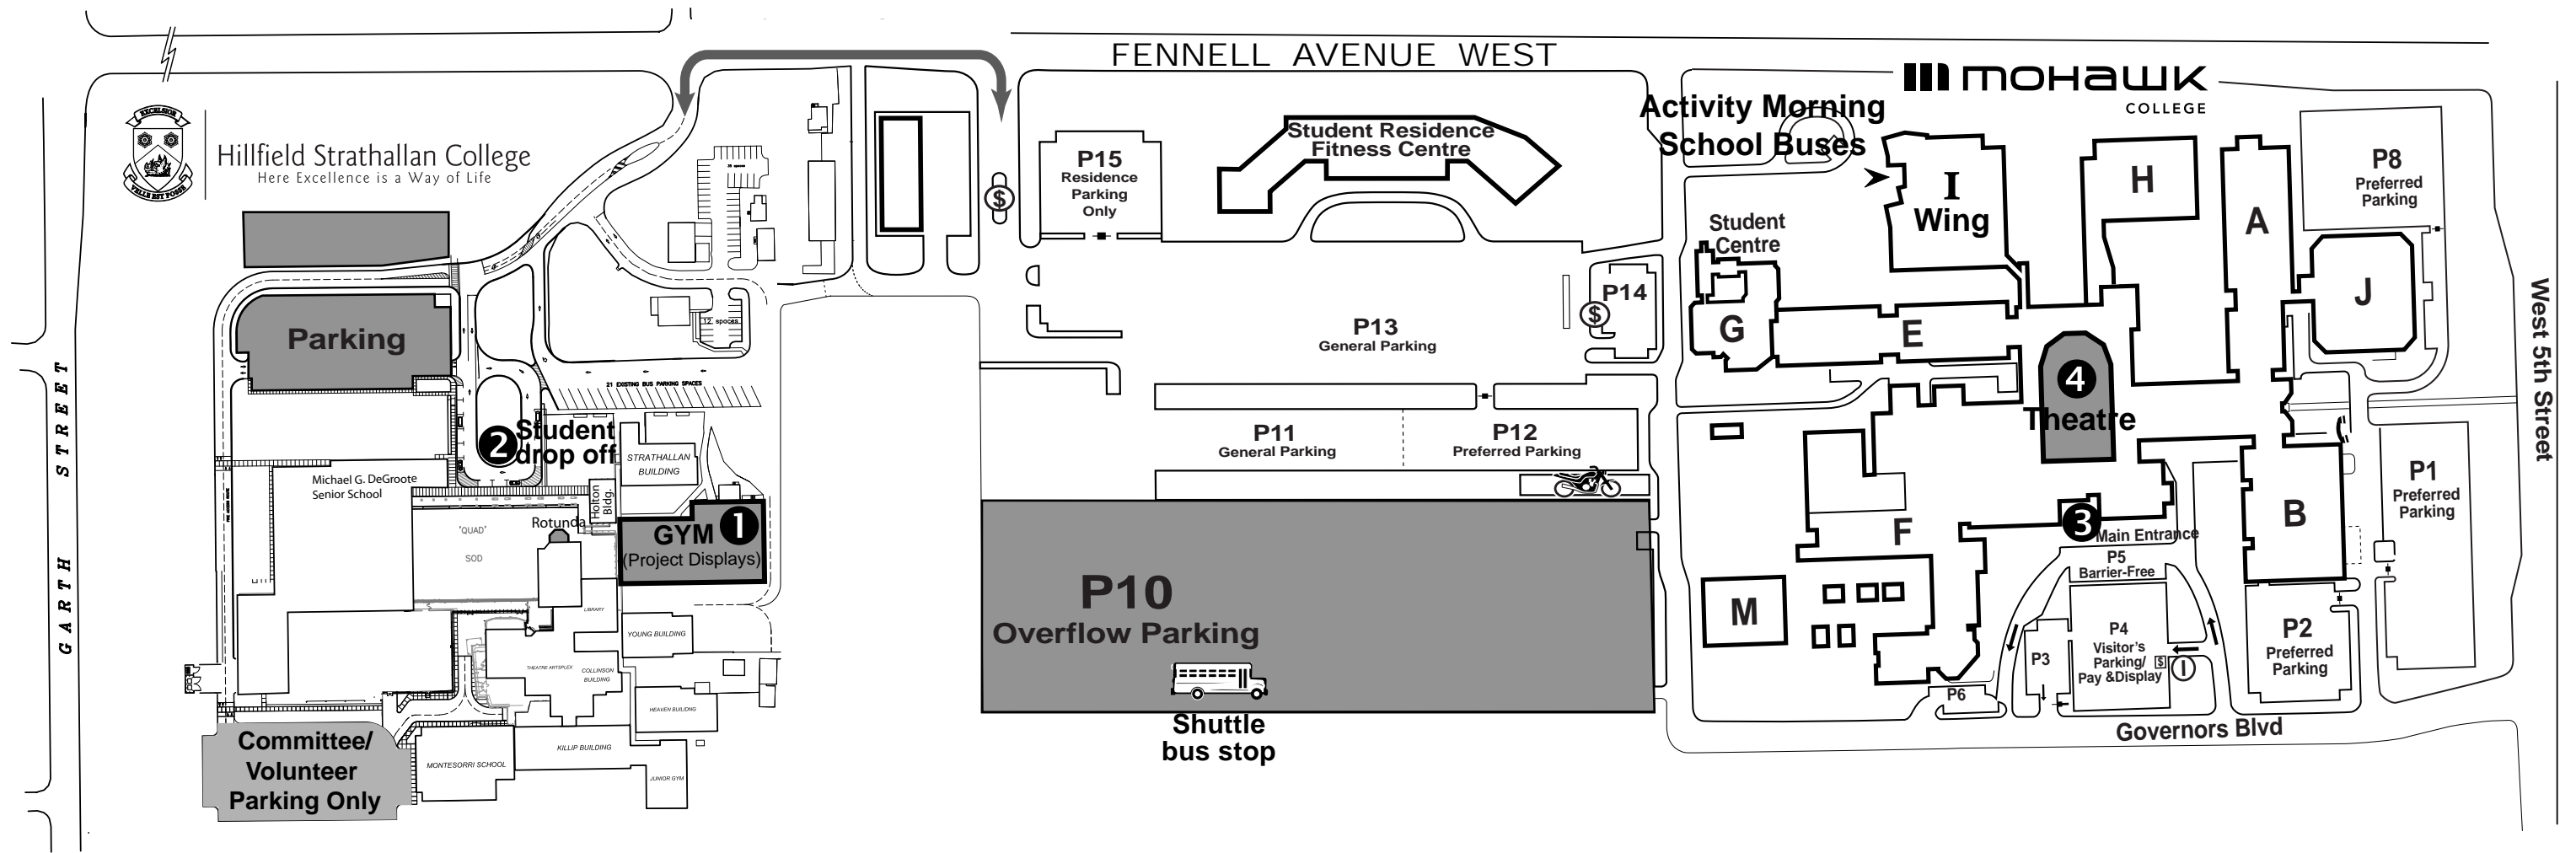 FENNELL AVENUE WEST
mohawk
COLLEGE
EXCELSIOR
VELLE EST POSSE
Hillfield Strathallan College
Here Excellence is a Way of Life
Activity Morning
School Buses
Student Residence
Fitness Centre
P15
Residence
Parking
Only
$
I
Wing
H
A
P8
Preferred
Parking
Student
Centre
G
E
J
P14
$
P13
General Parking
Parking
12 spaces
21 EXISTING BUS PARKING SPACES
4
Theatre
West 5th Street
GARTH STREET
2
Student
drop off
STRATHALLAN
BUILDING
P11
General Parking
P12
Preferred Parking
P1
Preferred
Parking
Michael G. DeGroote
Senior School
Holton
Bldg.
Rotunda
"QUAD"
SOD
GYM
1
(Project Displays)
F
B
3
Main Entrance
P5
Barrier-Free
P10
Overflow Parking
M
LIBRARY
YOUNG BUILDING
THEATRE ARTSPLEX
COLLINSON
BUILDING
P4
Visitor's
Parking/
Pay &Display
$
I
P3
P2
Preferred
Parking
P6
HEAVEN BUILDING
Shuttle
bus stop
Governors Blvd
Committee/
Volunteer
Parking Only
KILLIP BUILDING
MONTESORRI SCHOOL
JUNIOR GYM